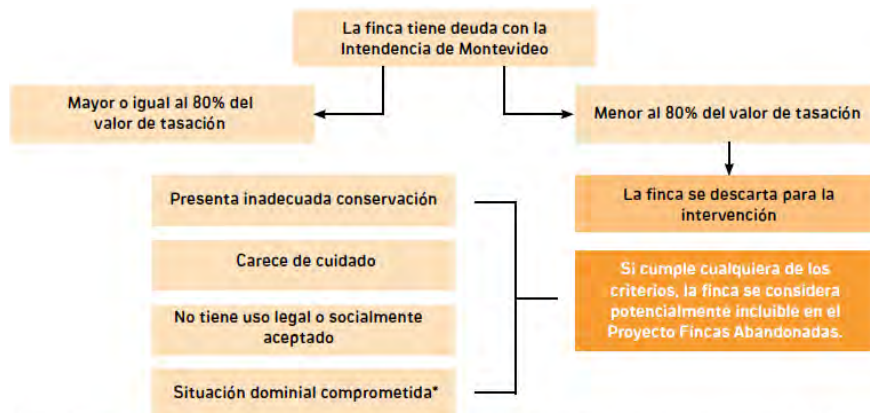 La finca tiene deuda con la
Intendencia de Montevideo
Mayor o igual al 80% del
valor de tasación
Menor al 80% del valor de tasación
La finca se descarta para la
intervención
Presenta inadecuada conservación
Carece de cuidado
No tiene uso legal o socialmente
aceptado
Situación dominial comprometida*
Si cumple cualquiera de los
criterios, la finca se considera
potencialmente incluible en el
Proyecto Fincas Abandonadas.